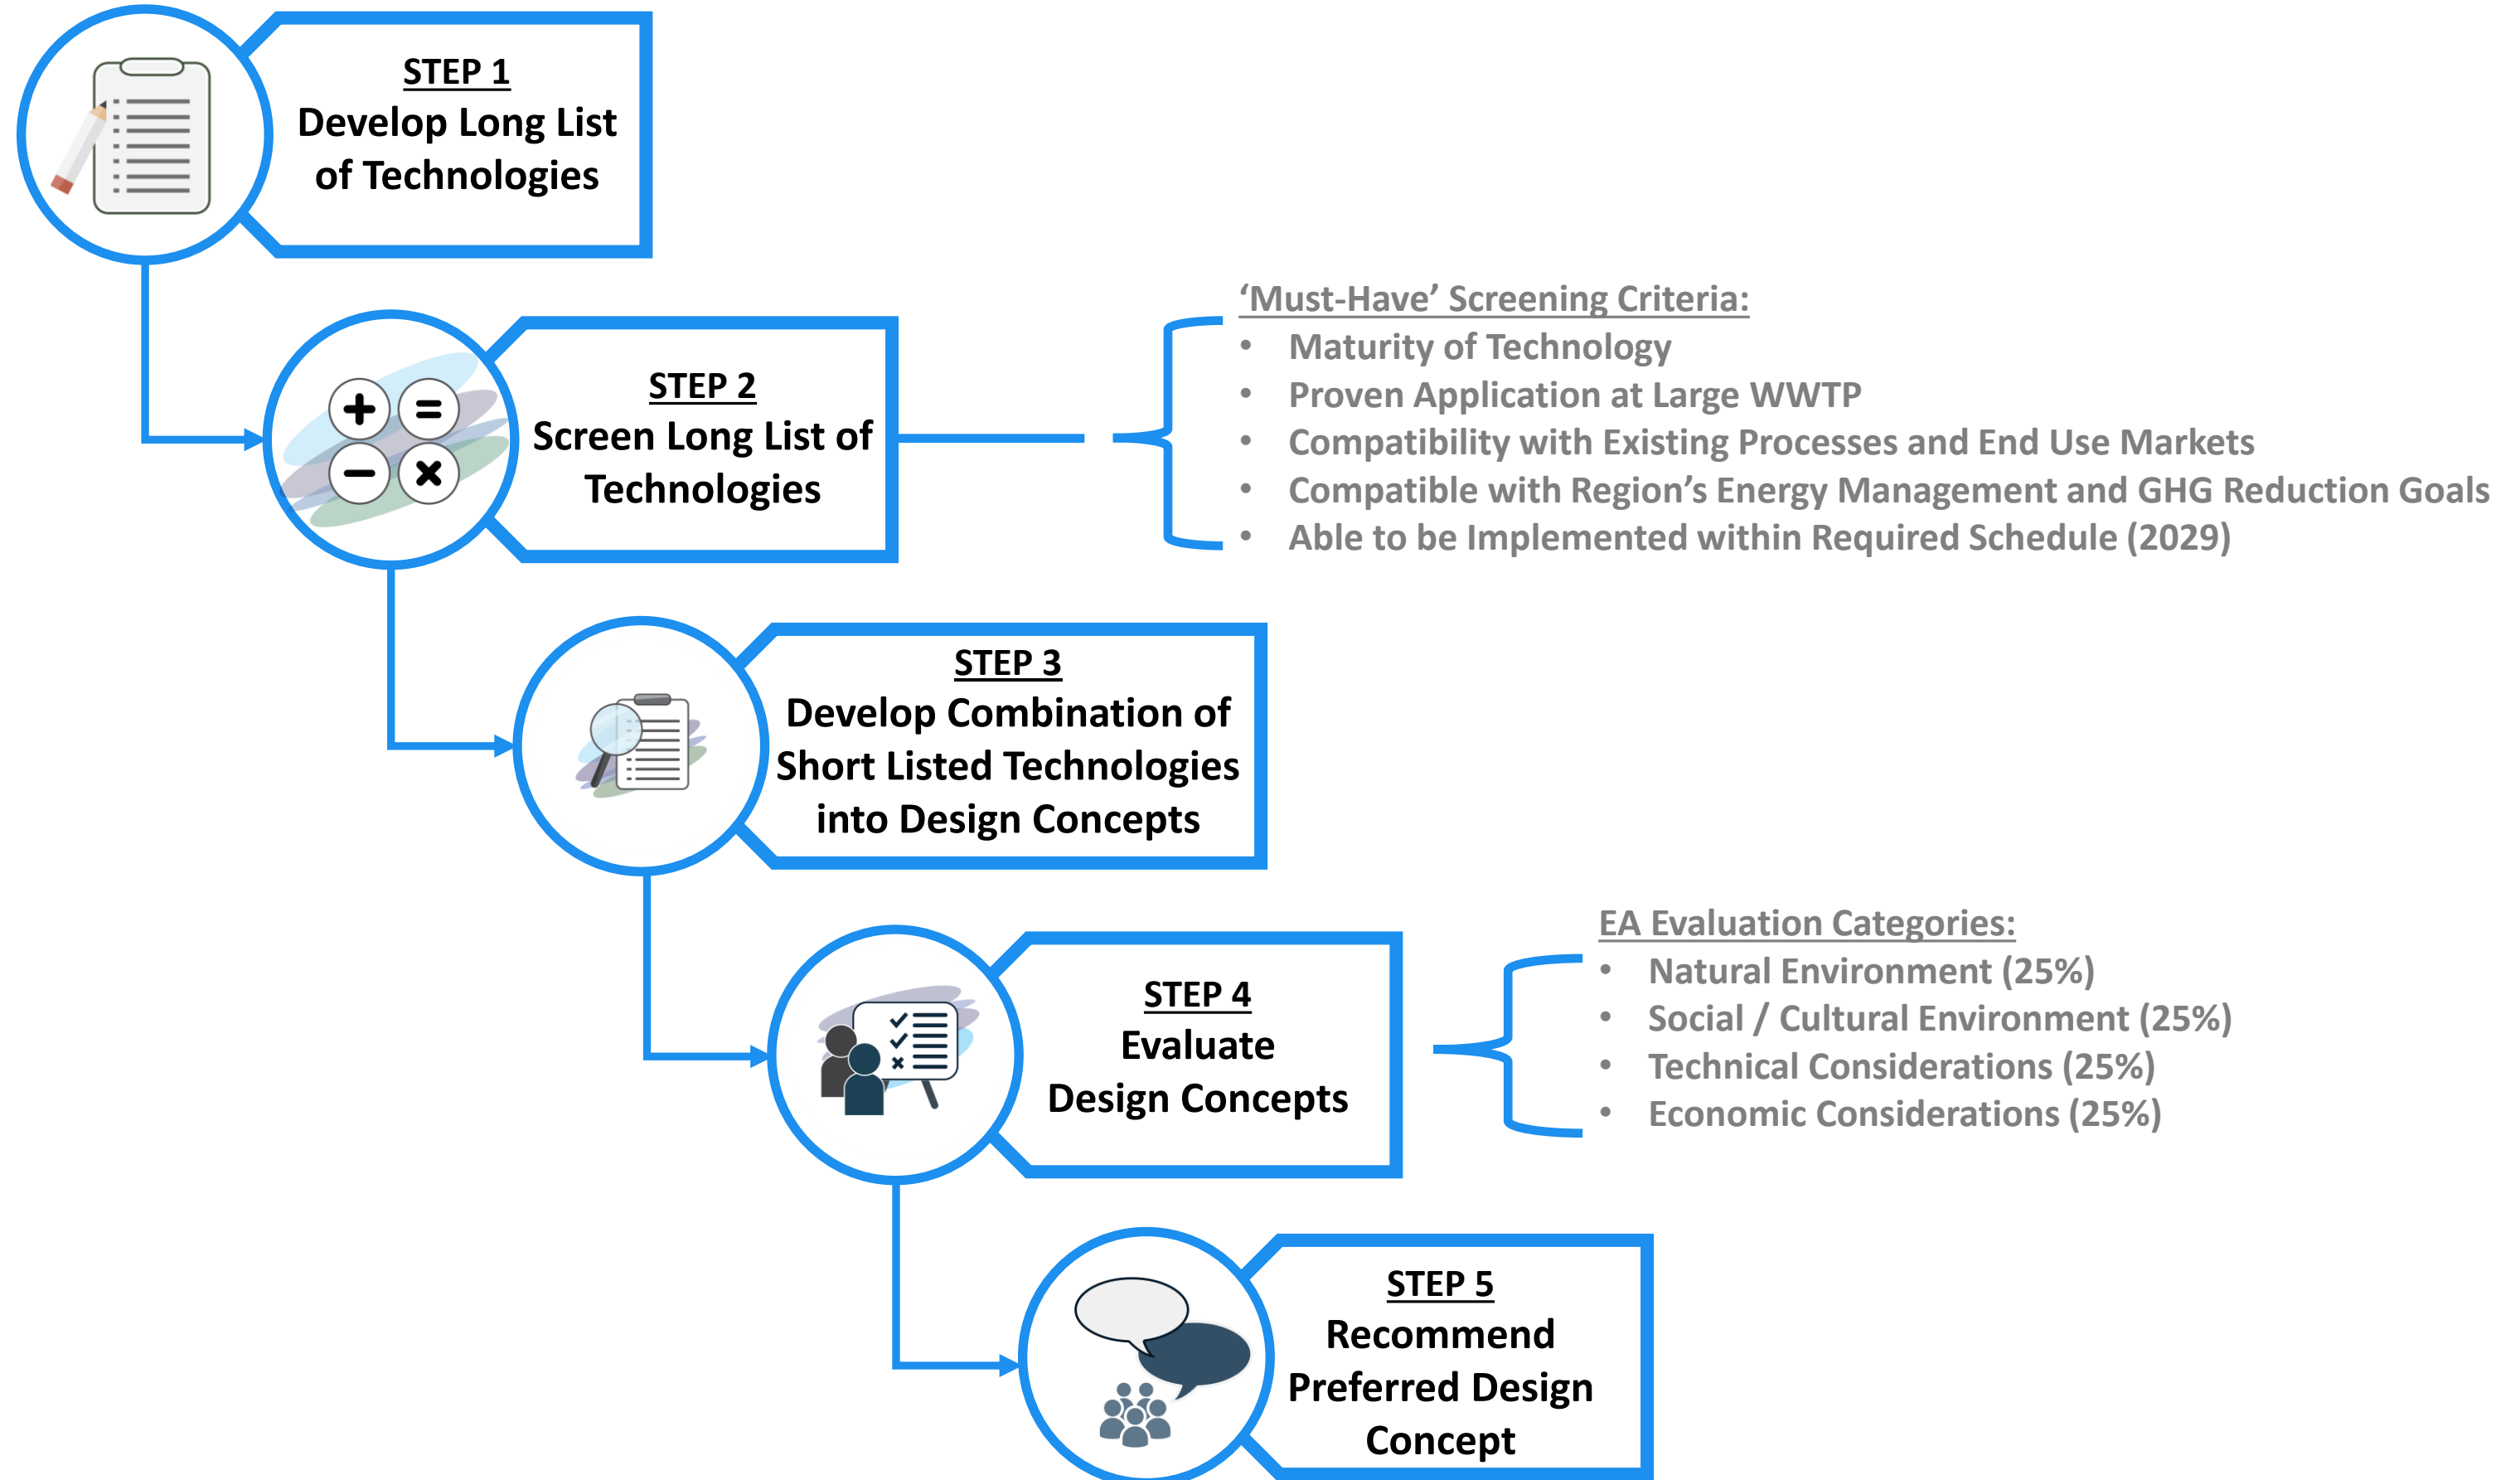 STEP 1
Develop Long List
of Technologies
STEP 2
Screen Long List of
Technologies
‘Must-Have’ Screening Criteria:
• Maturity of Technology
• Proven Application at Large WWTP
• Compatibility with Existing Processes and End Use Markets
• Compatible with Region’s Energy Management and GHG Reduction Goals
• Able to be Implemented within Required Schedule (2029)
STEP 3
Develop Combination of
Short Listed Technologies
into Design Concepts
STEP 4
Evaluate
Design Concepts
EA Evaluation Categories:
• Natural Environment (25%)
• Social / Cultural Environment (25%)
• Technical Considerations (25%)
• Economic Considerations (25%)
STEP 5
Recommend
Preferred Design
Concept